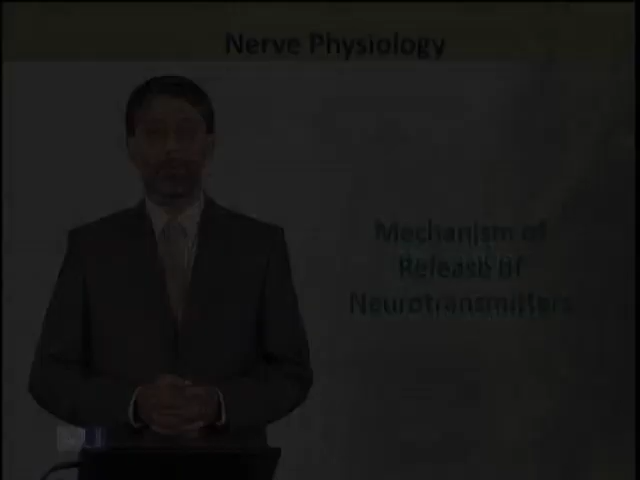 Nerve Physiology
Mechanism of
Release of
Neurotransmitters